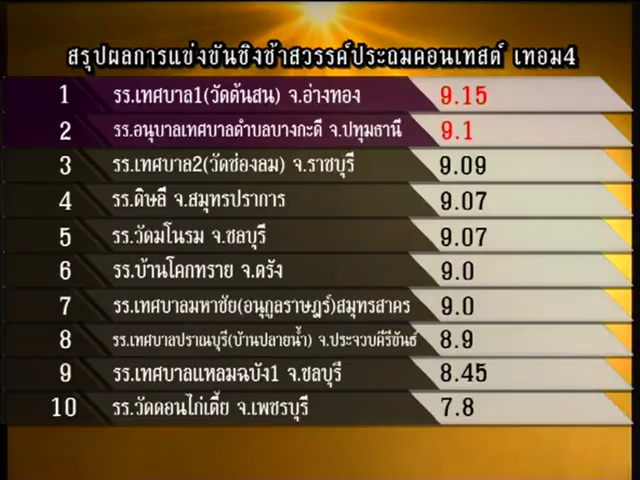 สรุปผลการแข่งขันชิงช้าสวรรค์ประถมคอนเทสต์ เทอม4
1 รร.เทศบาล1(วัดต้นสน) จ.อ่างทอง 9.15
2 รร.อนุบาลเทศบาลตำบลบางกะดี จ.ปทุมธานี 9.1
3 รร.เทศบาล2(วัดช่องลม) จ.ราชบุรี 9.09
4 รร.ดิษลี จ.สมุทรปราการ 9.07
5 รร.วัดมโนรม จ.ชลบุรี 9.07
6 รร.บ้านโคกทราย จ.ตรัง 9.0
7 รร.เทศบาลมหาชัย(อนุกูลราษฎร์)สมุทรสาคร 9.0
8 รร.เทศบาลปราณบุรี(บ้านปลายน้ำ) จ.ประจวบคีรีขันธ์ 8.9
9 รร.เทศบาลแหลมฉบัง1 จ.ชลบุรี 8.45
10 รร.วัดดอนไก่เตี้ย จ.เพชรบุรี 7.8